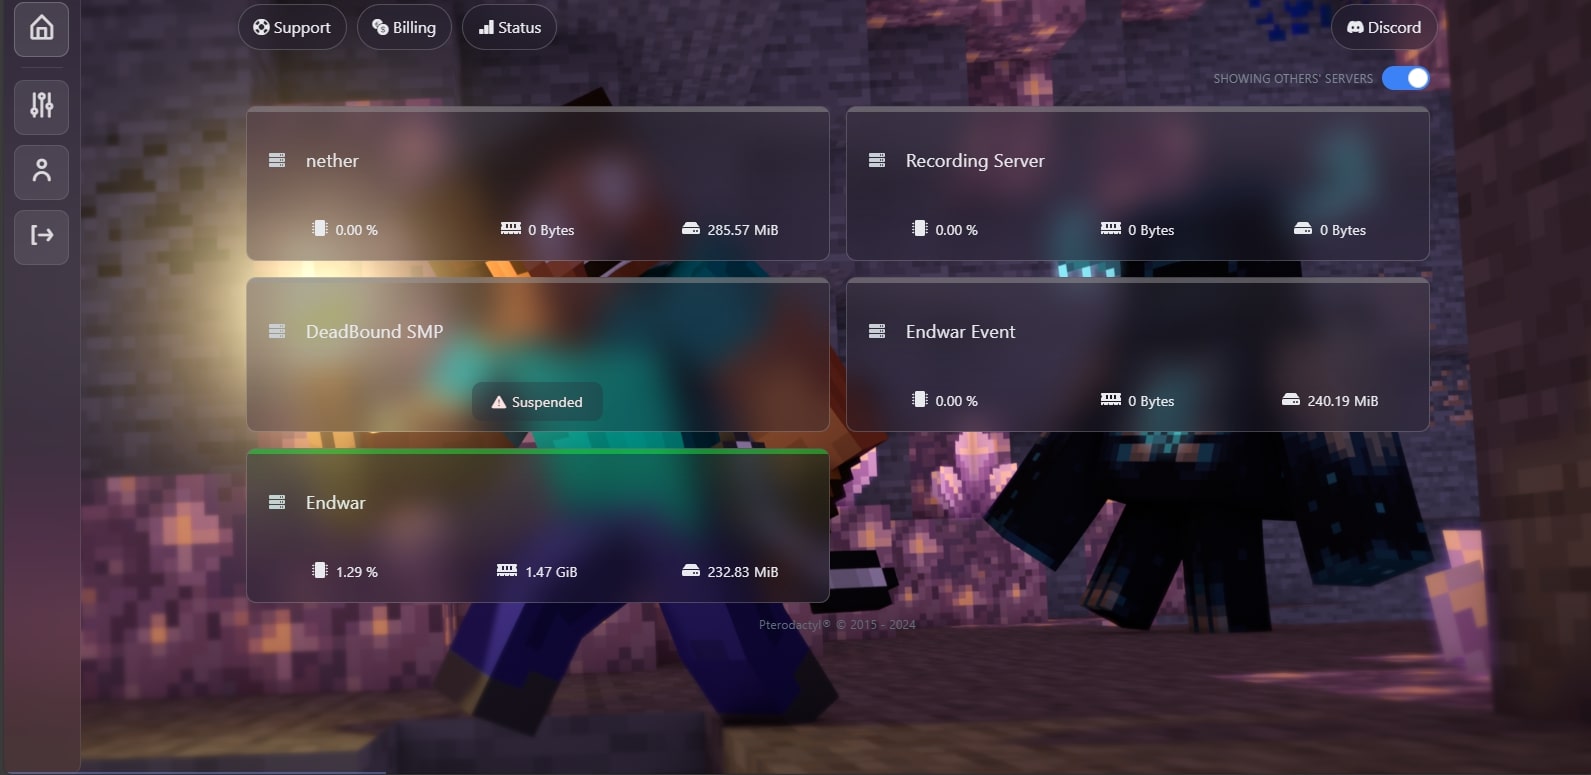 Support Billing Status Discord
SHOWING OTHERS' SERVERS
nether
0.00 % 0 Bytes 285.57 MiB
Recording Server
0.00 % 0 Bytes 0 Bytes
DeadBound SMP
Suspended
Endwar Event
0.00 % 0 Bytes 240.19 MiB
Endwar
1.29 % 1.47 GiB 232.83 MiB
Pterodactyl® © 2015 - 2024